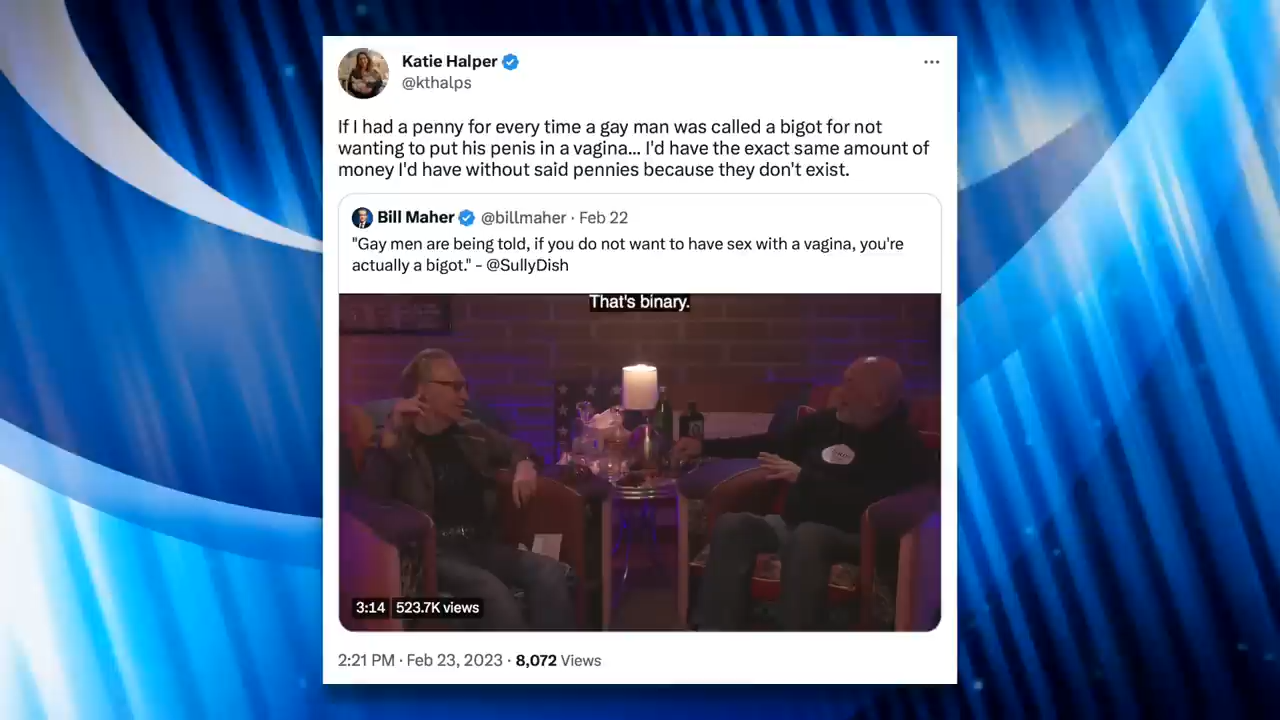 Katie Halper
@kthalps
If I had a penny for every time a gay man was called a bigot for not
wanting to put his penis in a vagina... I'd have the exact same amount of
money I'd have without said pennies because they don't exist.
Bill Maher @billmaher · Feb 22
"Gay men are being told, if you do not want to have sex with a vagina, you're
actually a bigot." - @SullyDish
That's binary.
3:14 523.7K views
2:21 PM · Feb 23, 2023 · 8,072 Views